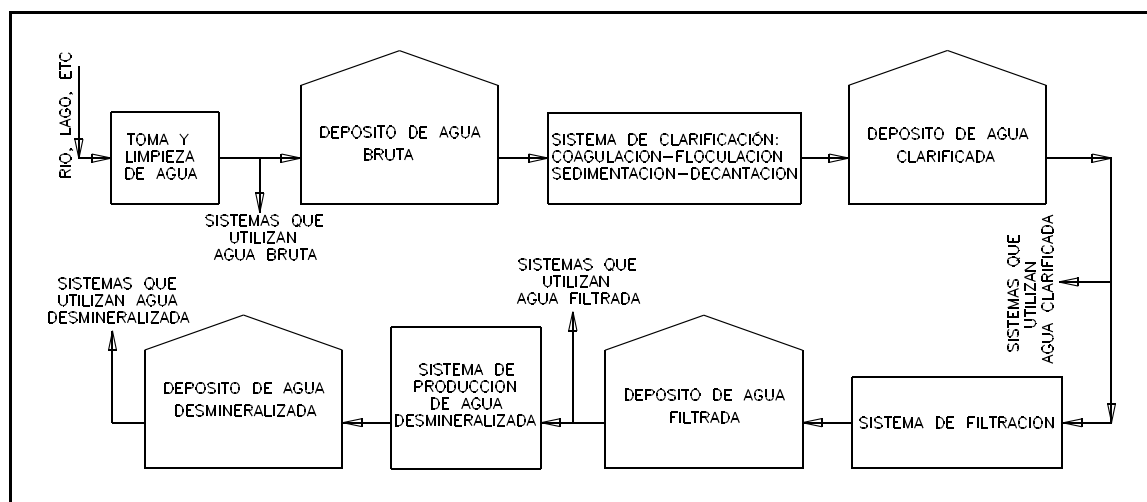 RIO, LAGO, ETC
TOMA Y
LIMPIEZA
DE AGUA
DEPOSITO DE AGUA
BRUTA
SISTEMA DE CLARIFICACIÓN:
COAGULACION-FLOCULACION
SEDIMENTACION-DECANTACION
DEPOSITO DE AGUA
CLARIFICADA
SISTEMAS QUE
UTILIZAN
AGUA BRUTA
SISTEMAS QUE
UTILIZAN
AGUA CLARIFICADA
SISTEMAS QUE
UTILIZAN AGUA
DESMINERALIZADA
SISTEMAS QUE
UTILIZAN
AGUA FILTRADA
DEPOSITO DE AGUA
DESMINERALIZADA
SISTEMA DE
PRODUCCION
DE AGUA
DESMINERALIZADA
DEPOSITO DE AGUA
FILTRADA
SISTEMA DE FILTRACION